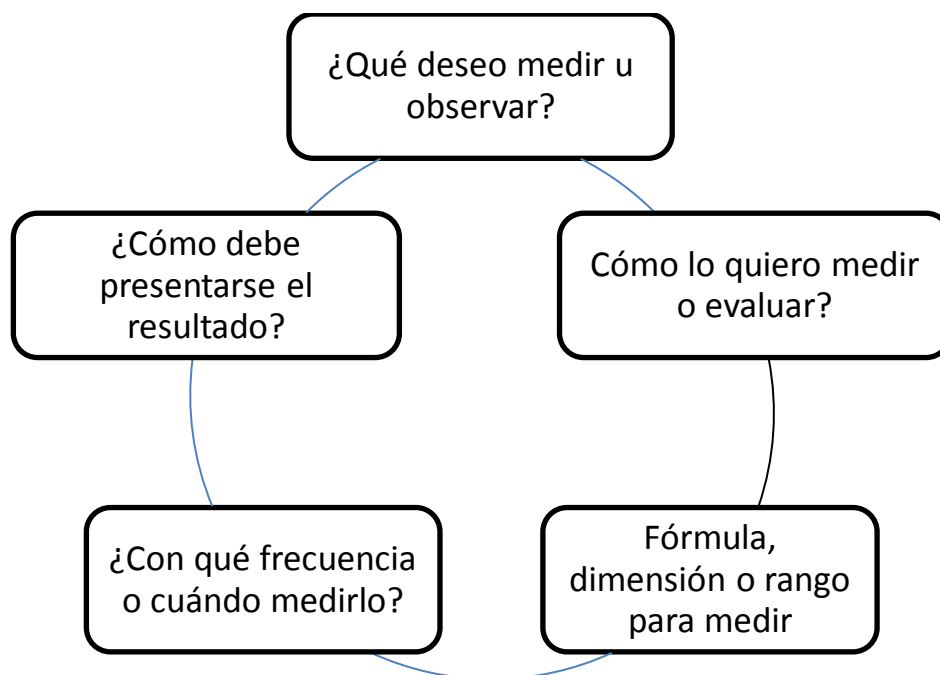 ¿Qué deseo medir u
observar?
Cómo lo quiero medir
o evaluar?
Fórmula,
dimensión o rango
para medir
¿Con qué frecuencia
o cuándo medirlo?
¿Cómo debe
presentarse el
resultado?